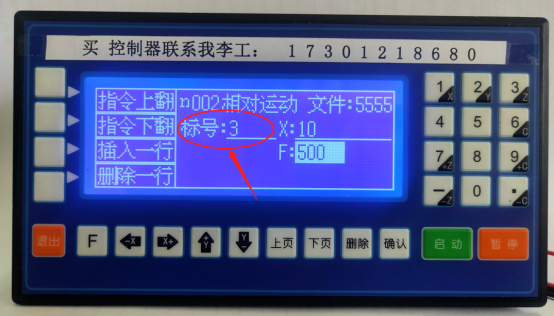 买 控制器联系我李工: 17301218680
指令上翻 n002相对运动 文件:5555
指令下翻 标号:3 X:10
插入一行 F:500
删除一行
1 X 2 Y 3 Z
4 5 6 C
7 +Z 8 9 +C
- -Z 0 . -C
退出 F -X X+ Y Y 上页 下页 删除 确认 启动 暂停